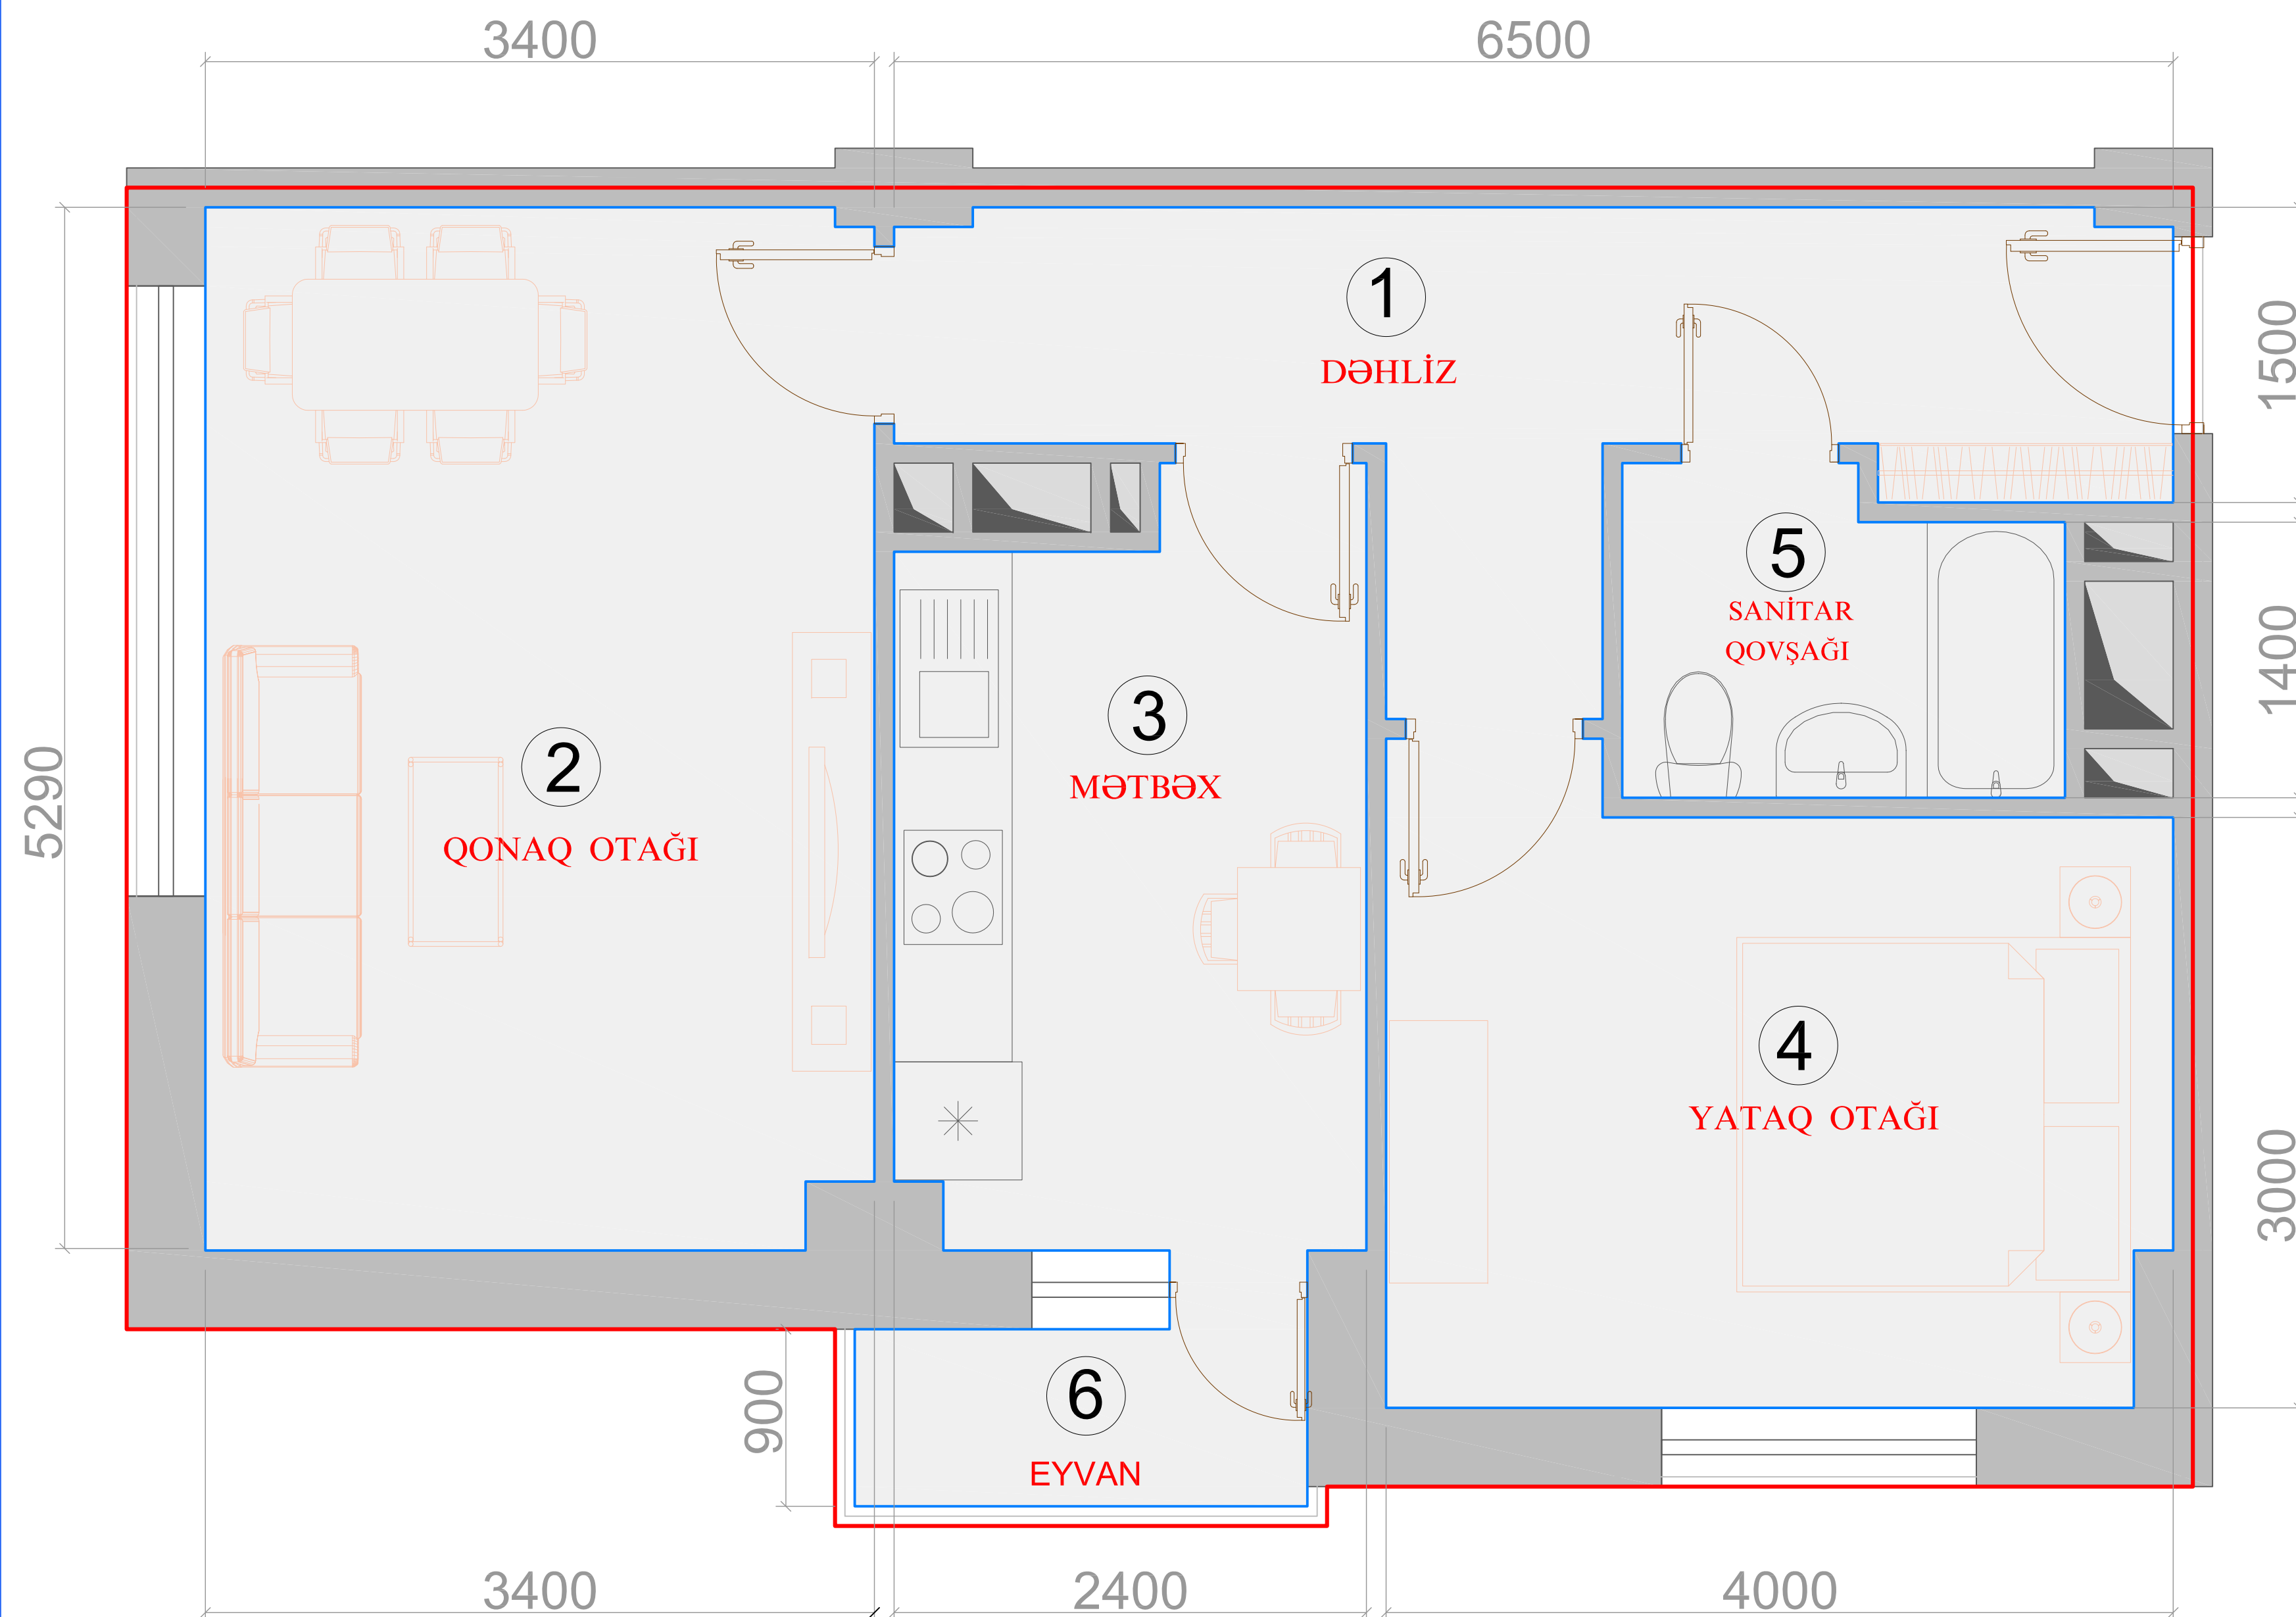 3400
6500
1
DƏHLİZ
1500
5
SANİTAR
QOVŞAĞI
1400
3
MƏTBƏX
2
QONAQ OTAĞI
5290
4
YATAQ OTAĞI
3000
6
EYVAN
900
3400
2400
4000